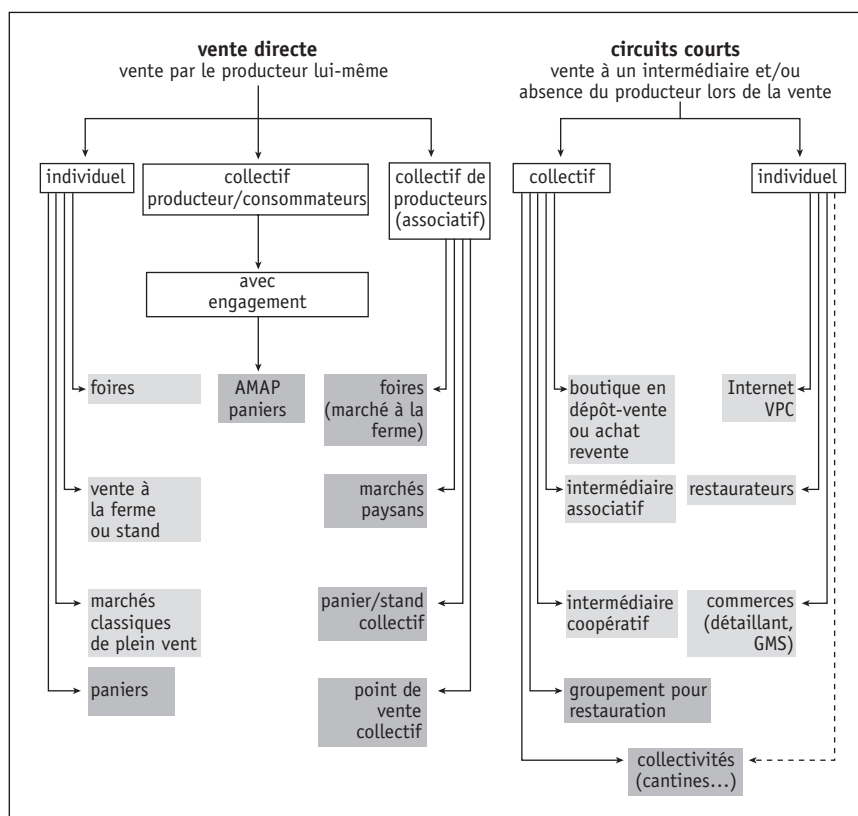 vente directe
vente par le producteur lui-même
circuits courts
vente à un intermédiaire et/ou
absence du producteur lors de la vente
individuel
collectif
producteur/consommateurs
collectif de
producteurs
(associatif)
collectif
individuel
avec
engagement
foires
AMAP
paniers
foires
(marché à la
ferme)
boutique en
dépôt-vente
ou achat
revente
Internet
VPC
vente à
la ferme
ou stand
marchés
paysans
intermédiaire
associatif
restaurateurs
marchés
classiques
de plein vent
panier/stand
collectif
intermédiaire
coopératif
commerces
(détaillant,
GMS)
paniers
point de
vente
collectif
groupement pour
restauration
collectivités
(cantines…)